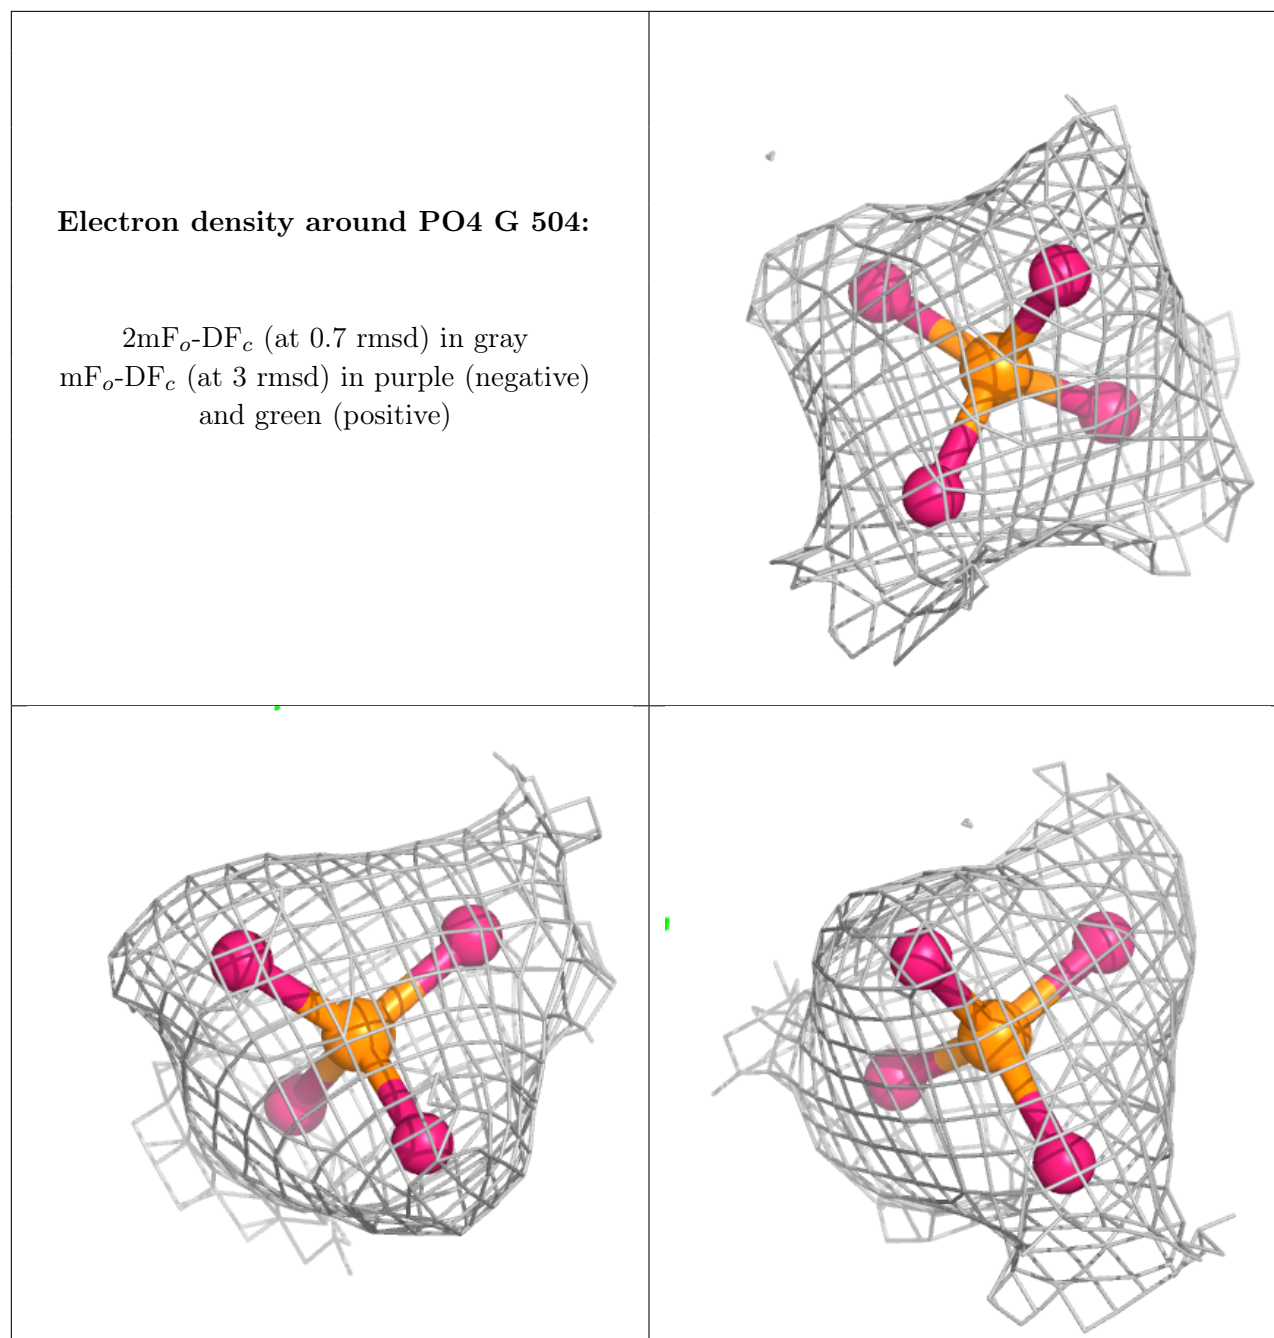 Electron density around PO4 G 504:
2mFₒ-DF𝒸 (at 0.7 rmsd) in gray
mFₒ-DF𝒸 (at 3 rmsd) in purple (negative)
and green (positive)